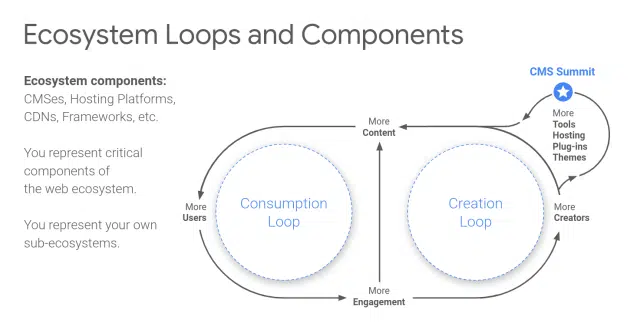 Ecosystem Loops and Components
Ecosystem components:
CMSes, Hosting Platforms,
CDNs, Frameworks, etc.
You represent critical
components of
the web ecosystem.
You represent your own
sub-ecosystems.
CMS Summit
More
Tools
Hosting
Plug-ins
Themes
More
Content
More
Users
Consumption
Loop
Creation
Loop
More
Creators
More
Engagement